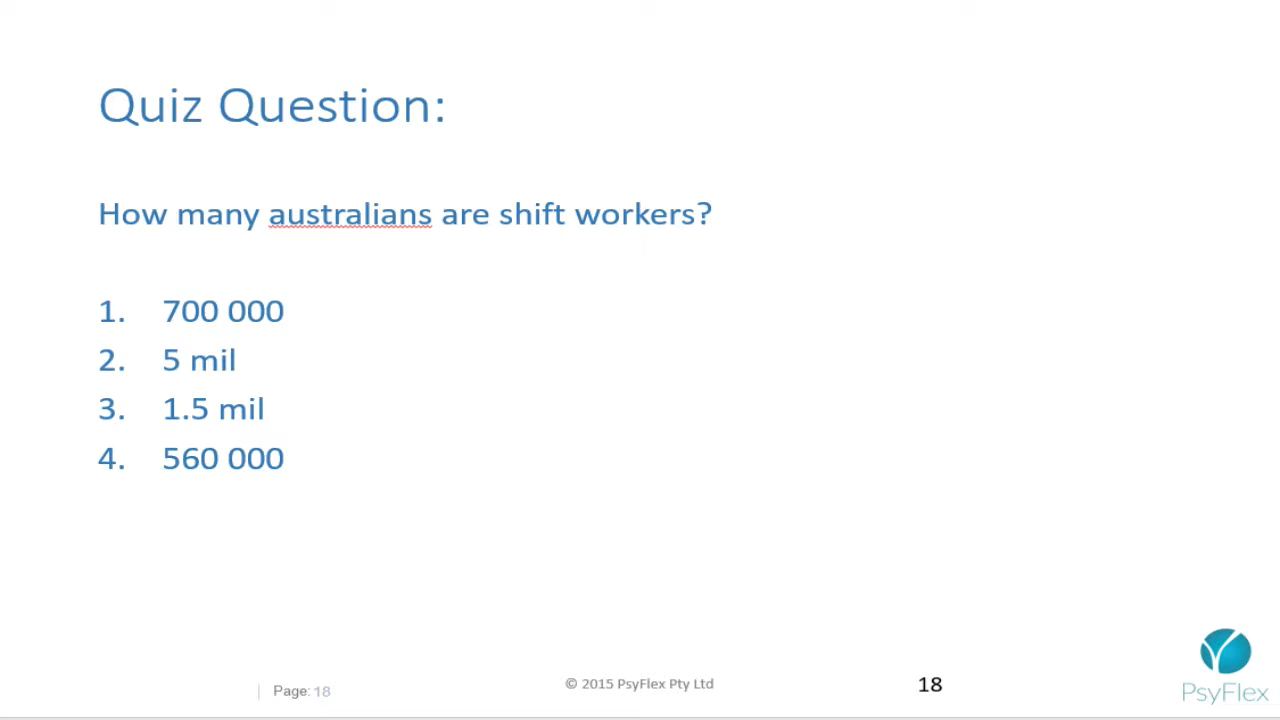 Quiz Question:
How many australians are shift workers?
1. 700 000
2. 5 mil
3. 1.5 mil
4. 560 000
Page: 18
© 2015 PsyFlex Pty Ltd
18
PsyFlex